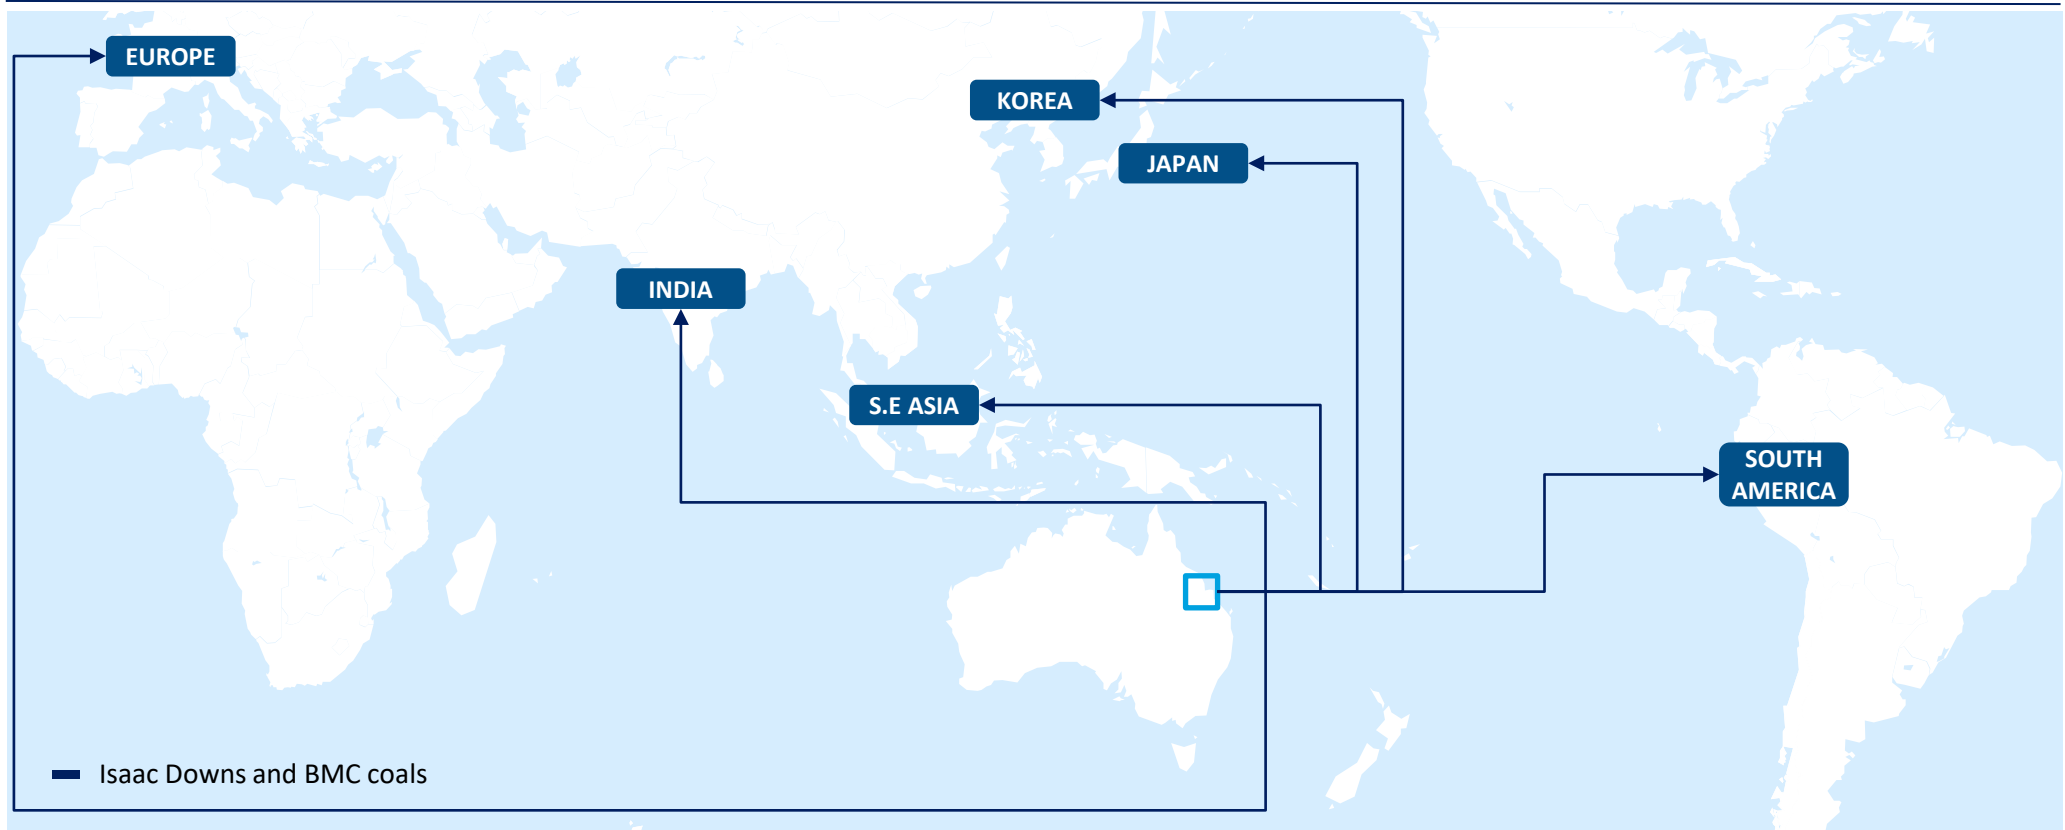 EUROPE
KOREA
JAPAN
INDIA
S.E ASIA
SOUTH
AMERICA
Isaac Downs and BMC coals